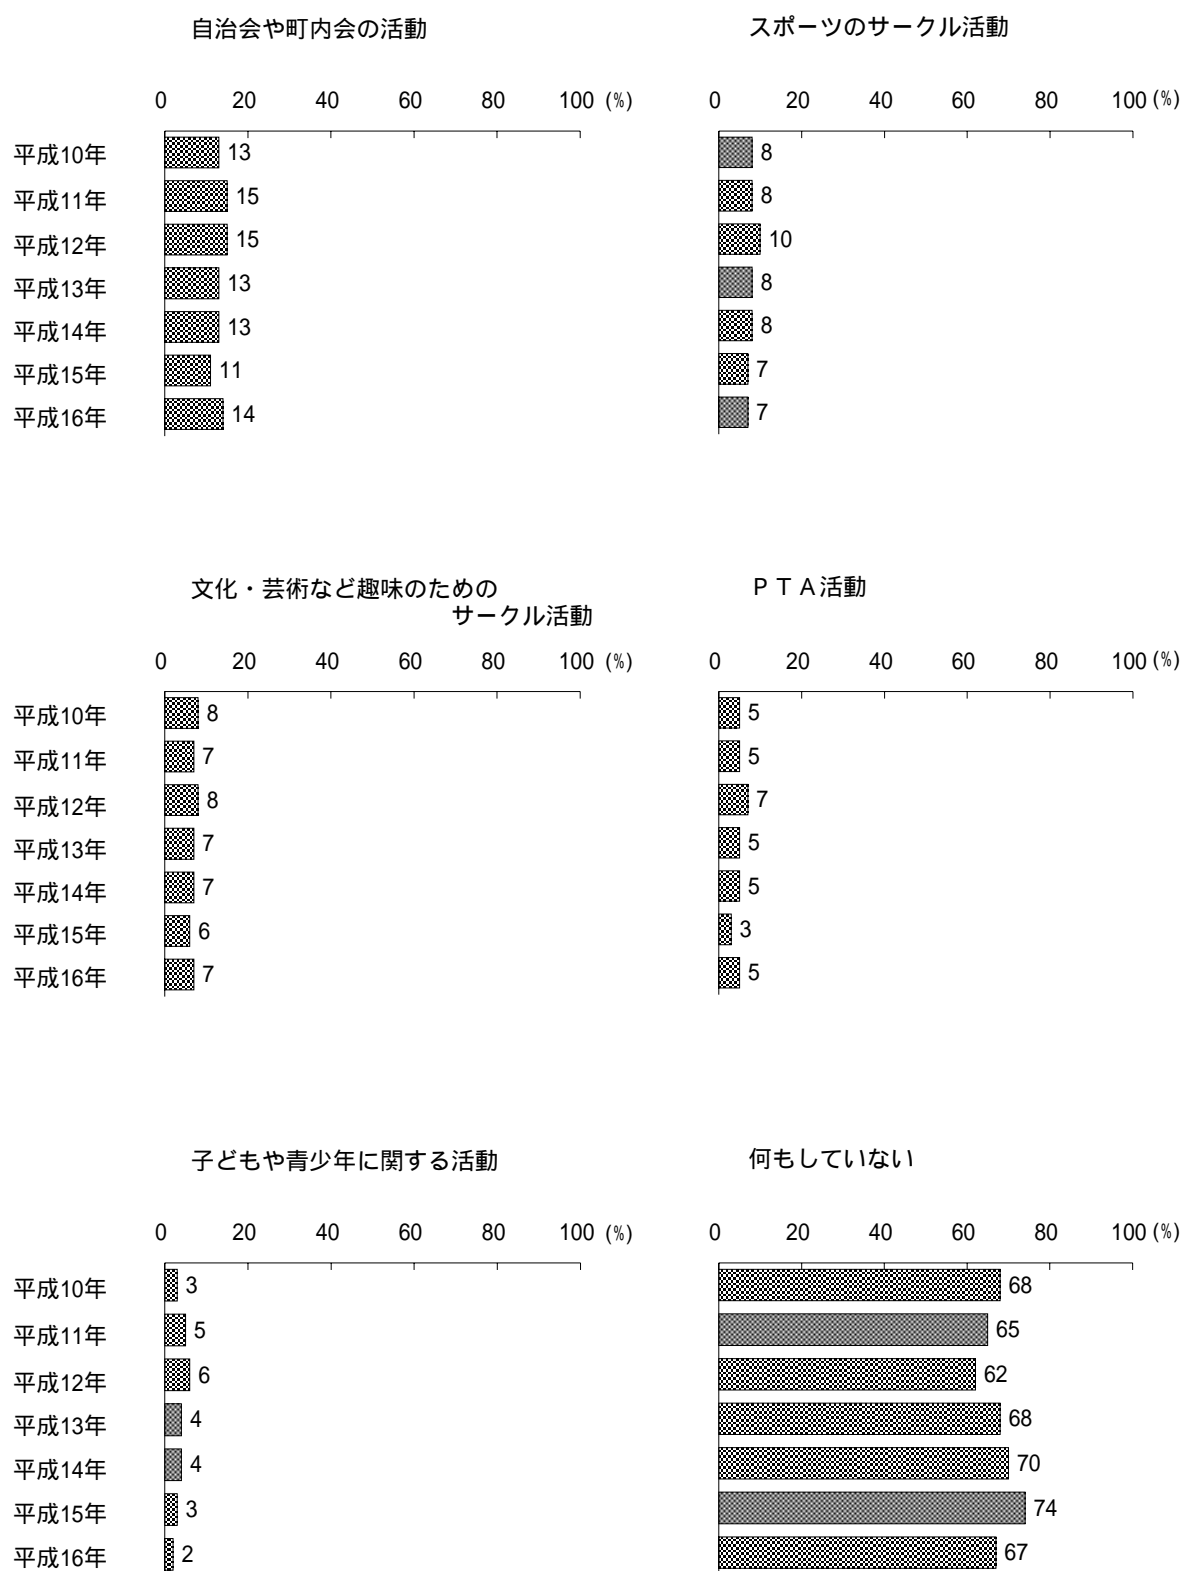 自治会や町内会の活動
0 20 40 60 80 100 (%)
平成10年 13
平成11年 15
平成12年 15
平成13年 13
平成14年 13
平成15年 11
平成16年 14
スポーツのサークル活動
0 20 40 60 80 100 (%)
8
8
10
8
8
7
7
文化・芸術など趣味のための
サークル活動
0 20 40 60 80 100 (%)
平成10年 8
平成11年 7
平成12年 8
平成13年 7
平成14年 7
平成15年 6
平成16年 7
ＰＴＡ活動
0 20 40 60 80 100 (%)
5
5
7
5
5
3
5
子どもや青少年に関する活動
0 20 40 60 80 100 (%)
平成10年 3
平成11年 5
平成12年 6
平成13年 4
平成14年 4
平成15年 3
平成16年 2
何もしていない
0 20 40 60 80 100 (%)
68
65
62
68
70
74
67